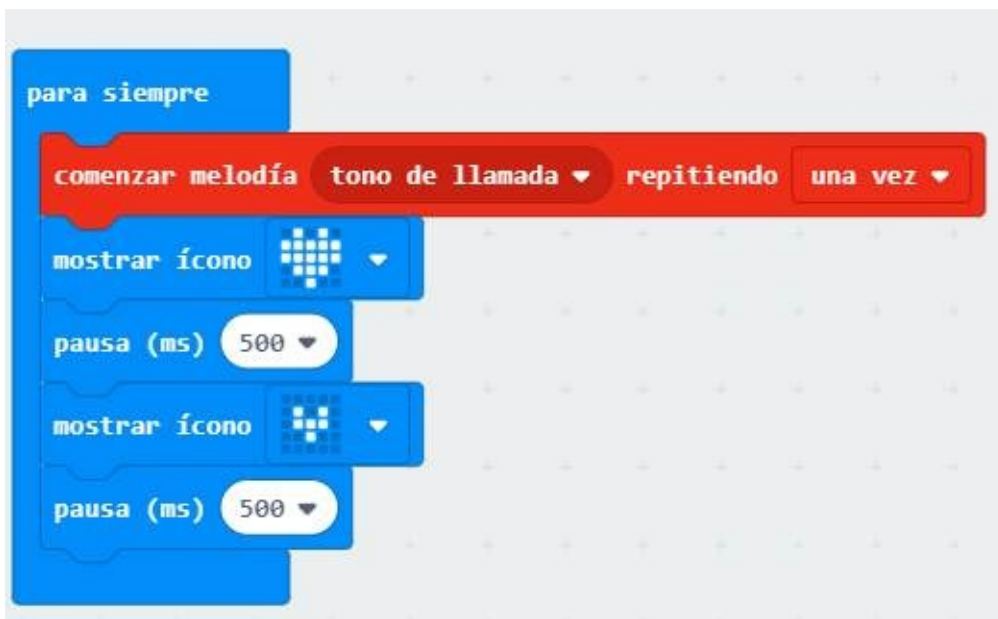 para siempre
comenzar melodía tono de llamada repitiendo una vez
mostrar ícono
pausa (ms) 500
mostrar ícono
pausa (ms) 500